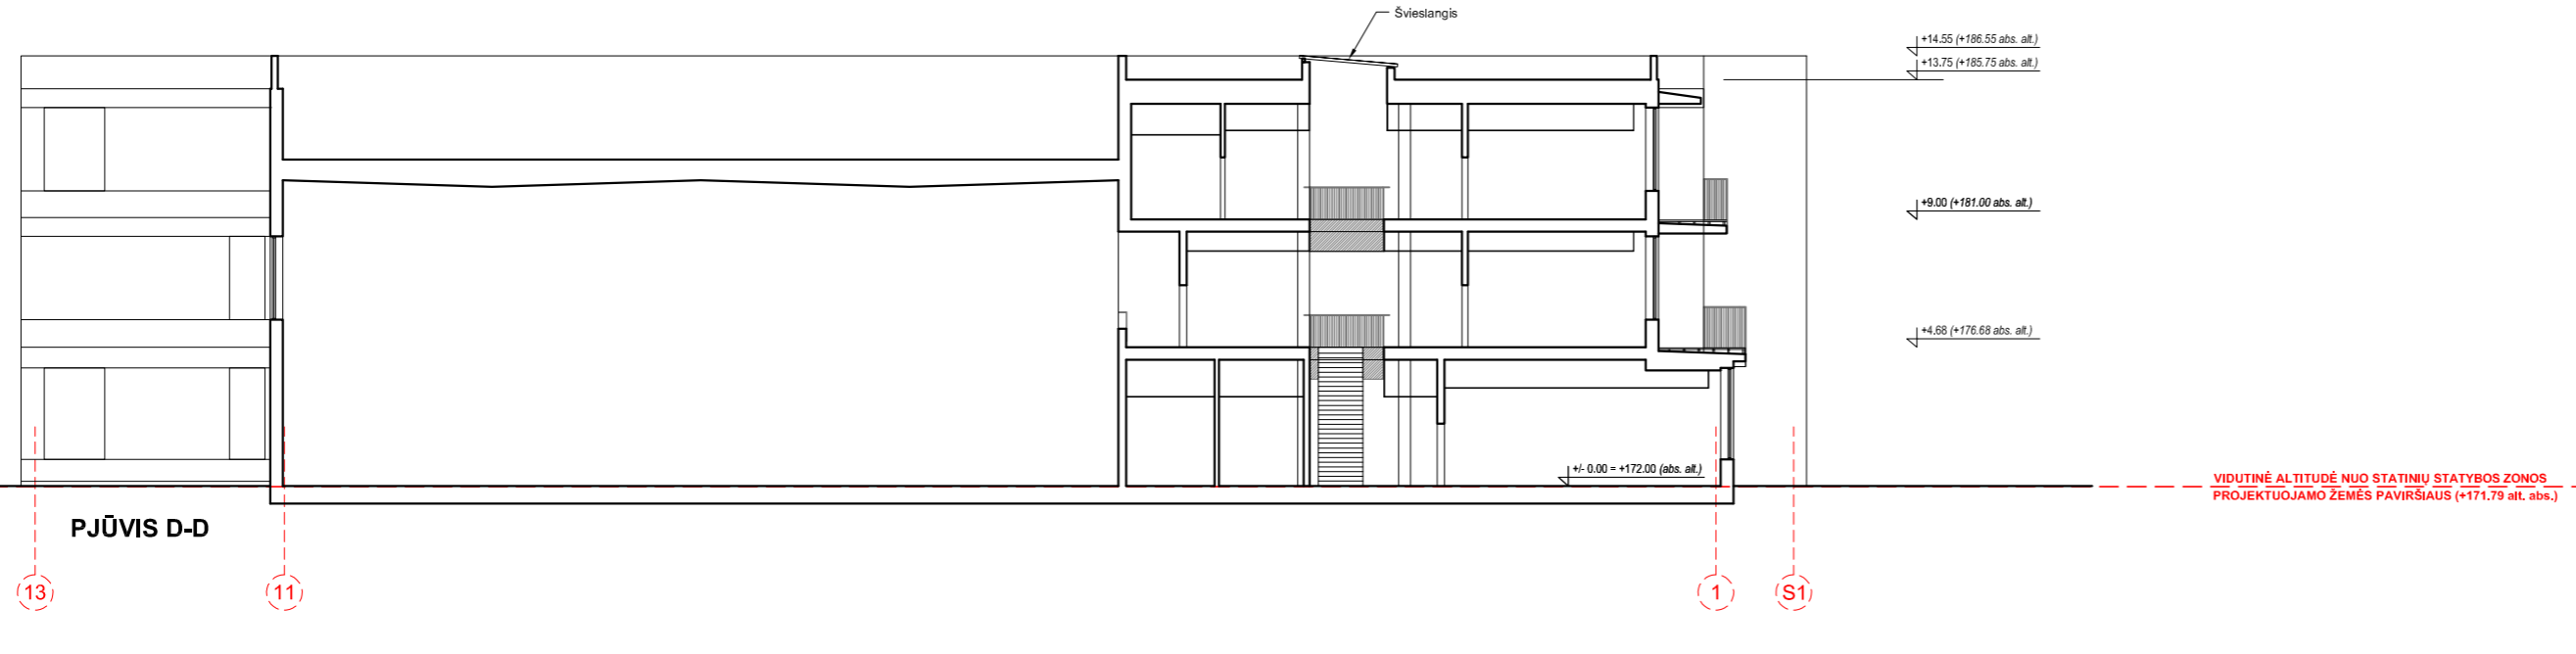 Švieslangis
+14.55 (+186.55 abs. alt.)
+13.75 (+185.75 abs. alt.)
+9.00 (+181.00 abs. alt.)
+4.68 (+176.68 abs. alt.)
+/- 0.00 = +172.00 (abs. alt.)
VIDUTINĖ ALTITUDĖ NUO STATINIŲ STATYBOS ZONOS
PROJEKTUOJAMO ŽEMĖS PAVIRŠIAUS (+171.79 alt. abs.)
PJŪVIS D-D
13
11
1
S1